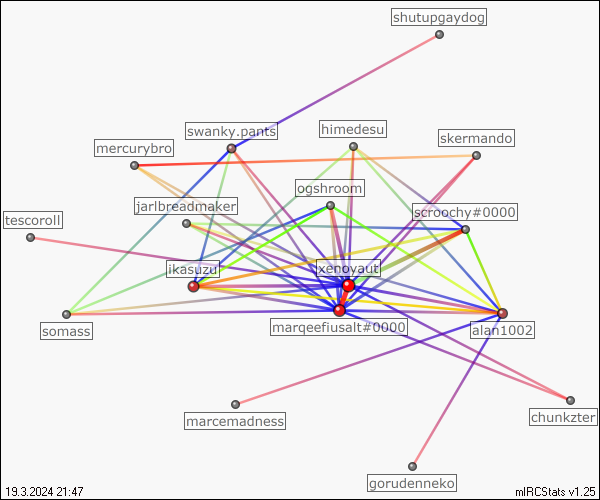 shutupgaydog
swanky.pants
himedesu
skermando
mercurybro
ogshroom
jarlbreadmaker
scroochy#0000
tescoroll
ikasuzu
xenoyaut
marqeefiusalt#0000
alan1002
somass
marcemadness
chunkzter
gorudenneko
19.3.2024 21:47
mIRCStats v1.25